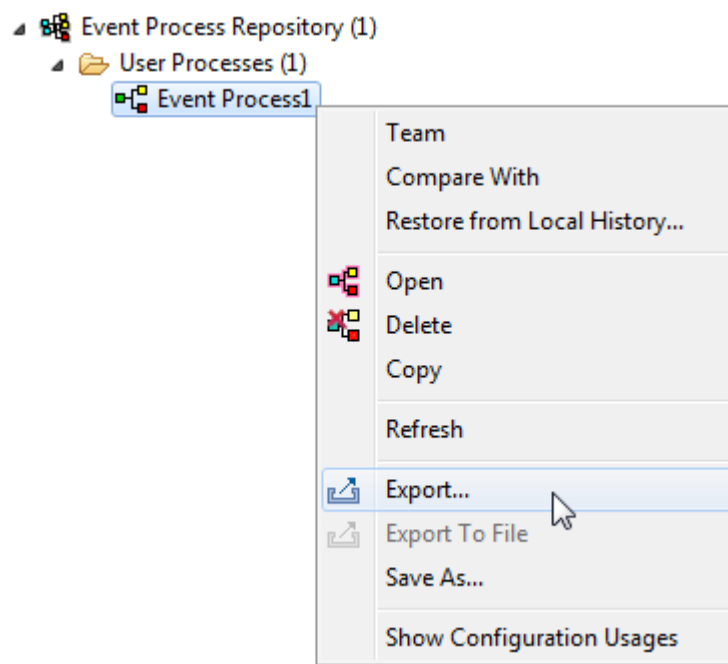 Event Process Repository (1)
User Processes (1)
Event Process1
Team
Compare With
Restore from Local History...
Open
Delete
Copy
Refresh
Export...
Export To File
Save As...
Show Configuration Usages